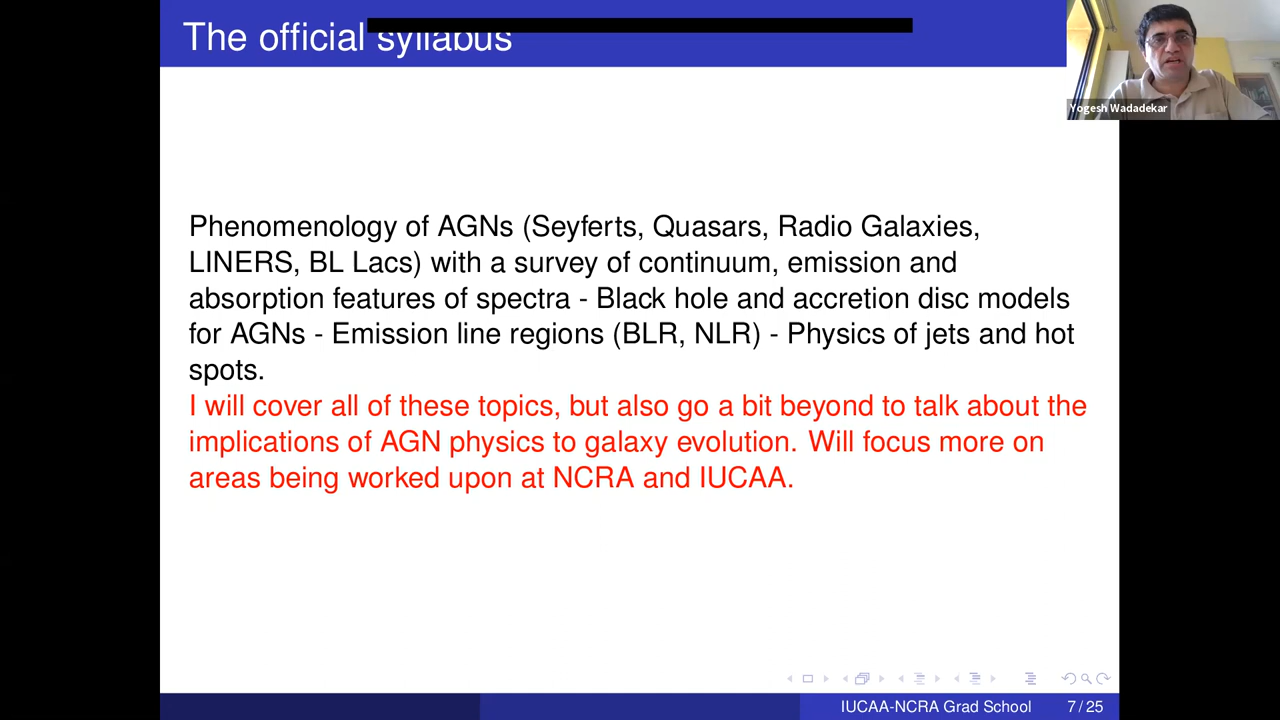 The official syllabus
Yogesh Wadadekar
Phenomenology of AGNs (Seyferts, Quasars, Radio Galaxies,
LINERS, BL Lacs) with a survey of continuum, emission and
absorption features of spectra - Black hole and accretion disc models
for AGNs - Emission line regions (BLR, NLR) - Physics of jets and hot
spots.
I will cover all of these topics, but also go a bit beyond to talk about the
implications of AGN physics to galaxy evolution. Will focus more on
areas being worked upon at NCRA and IUCAA.
IUCAA-NCRA Grad School 7 / 25